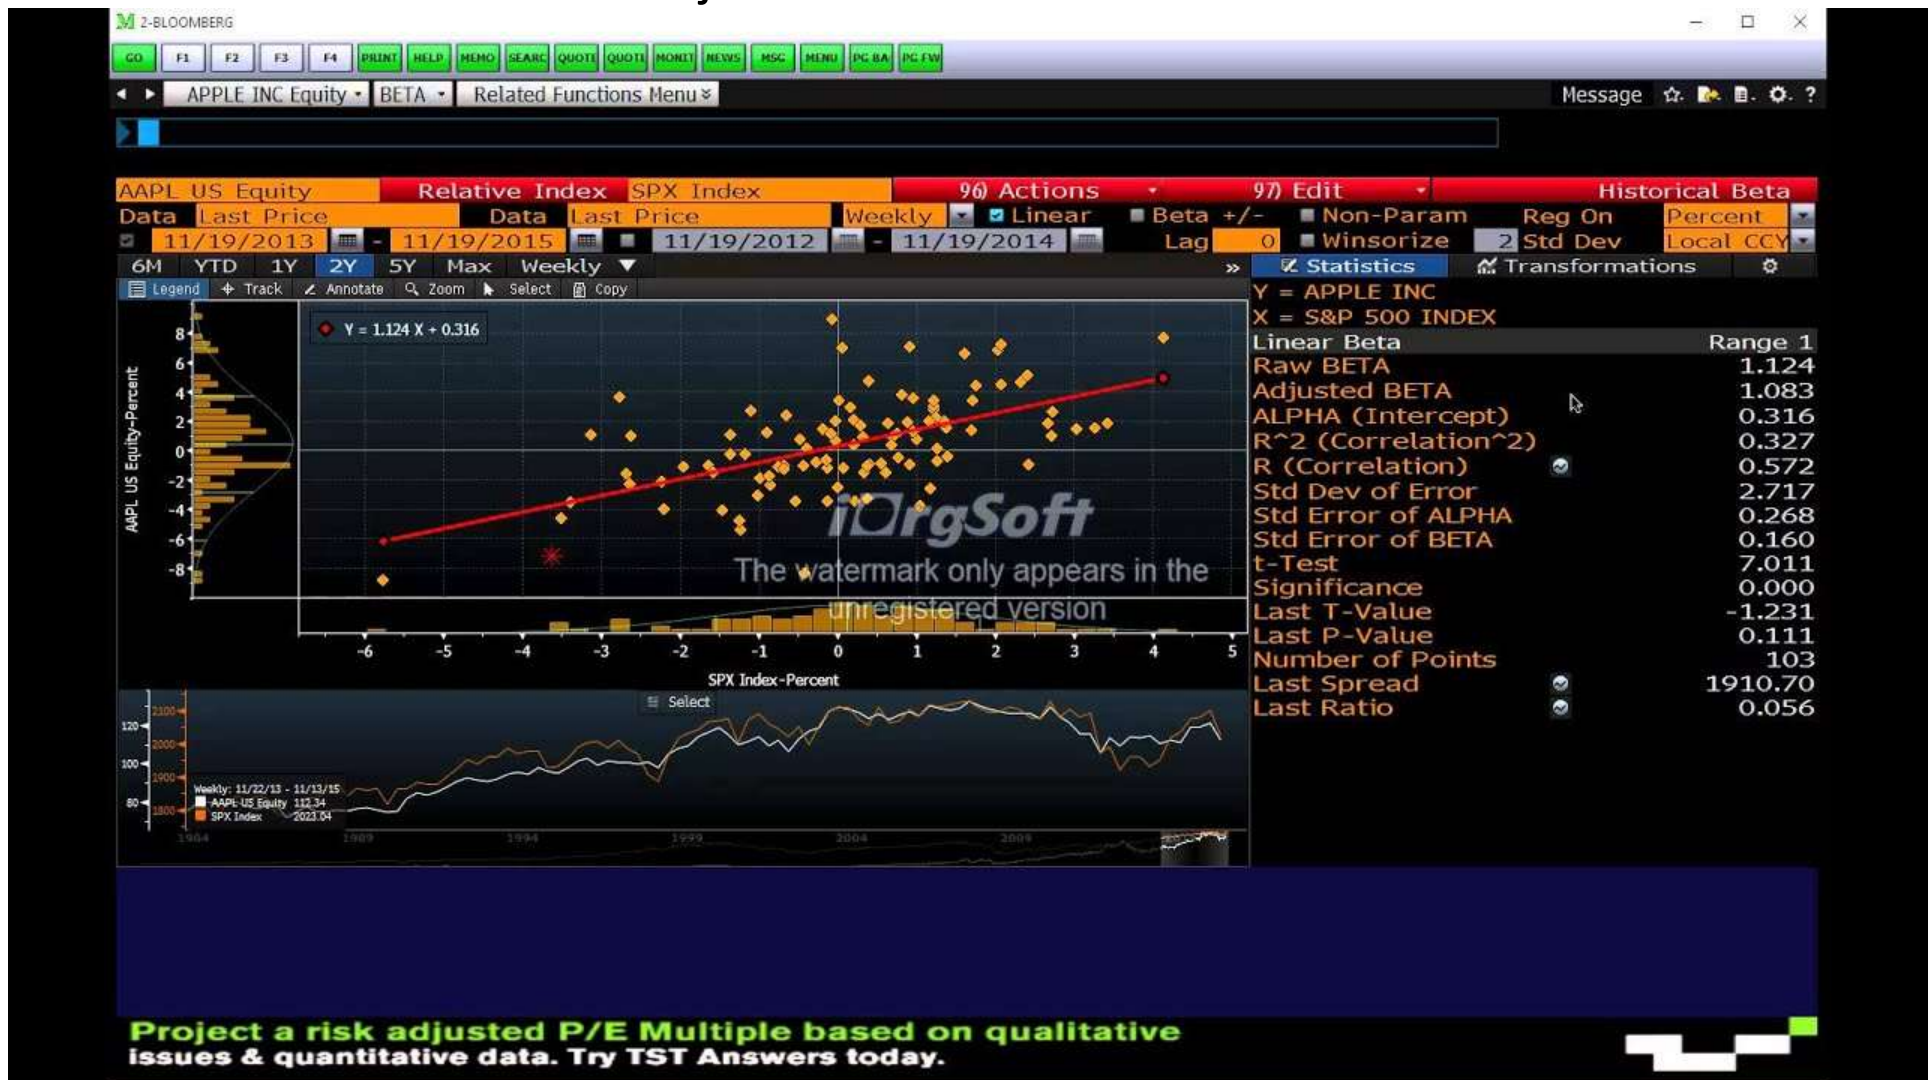 2-BLOOMBERG
GO F1 F2 F3 F4 PRINT HELP MEMO SEARC QUOTE QUOTE MONIT NEWS MSG MENU PG BA PG FW
APPLE INC Equity BETA Related Functions Menu Message ?
AAPL US Equity Relative Index SPX Index 96) Actions 97) Edit Historical Beta
Data Last Price Data Last Price Weekly Linear Beta +/- Non-Param Reg On Percent
11/19/2013 - 11/19/2015 11/19/2012 - 11/19/2014 Lag 0 Winsorize 2 Std Dev Local CCY
6M YTD 1Y 2Y 5Y Max Weekly » Statistics Transformations
Legend Track Annotate Zoom Select Copy
Y = APPLE INC
X = S&P 500 INDEX
Linear Beta Range 1
Raw BETA 1.124
Adjusted BETA 1.083
ALPHA (Intercept) 0.316
R^2 (Correlation^2) 0.327
R (Correlation) 0.572
Std Dev of Error 2.717
Std Error of ALPHA 0.268
Std Error of BETA 0.160
t-Test 7.011
Significance 0.000
Last T-Value -1.231
Last P-Value 0.111
Number of Points 103
Last Spread 1910.70
Last Ratio 0.056
Y = 1.124 X + 0.316
AAPL US Equity-Percent
8
6
4
2
0
-2
-4
-6
-8
iOrgSoft
The watermark only appears in the
unregistered version
-6 -5 -4 -3 -2 -1 0 1 2 3 4 5
SPX Index-Percent
Select
120
100
80
2100
2000
1900
1800
Weekly: 11/22/13 - 11/13/15
AAPL US Equity 112.34
SPX Index 2023.04
1989 1994 1999 2004 2009
Project a risk adjusted P/E Multiple based on qualitative
issues & quantitative data. Try TST Answers today.